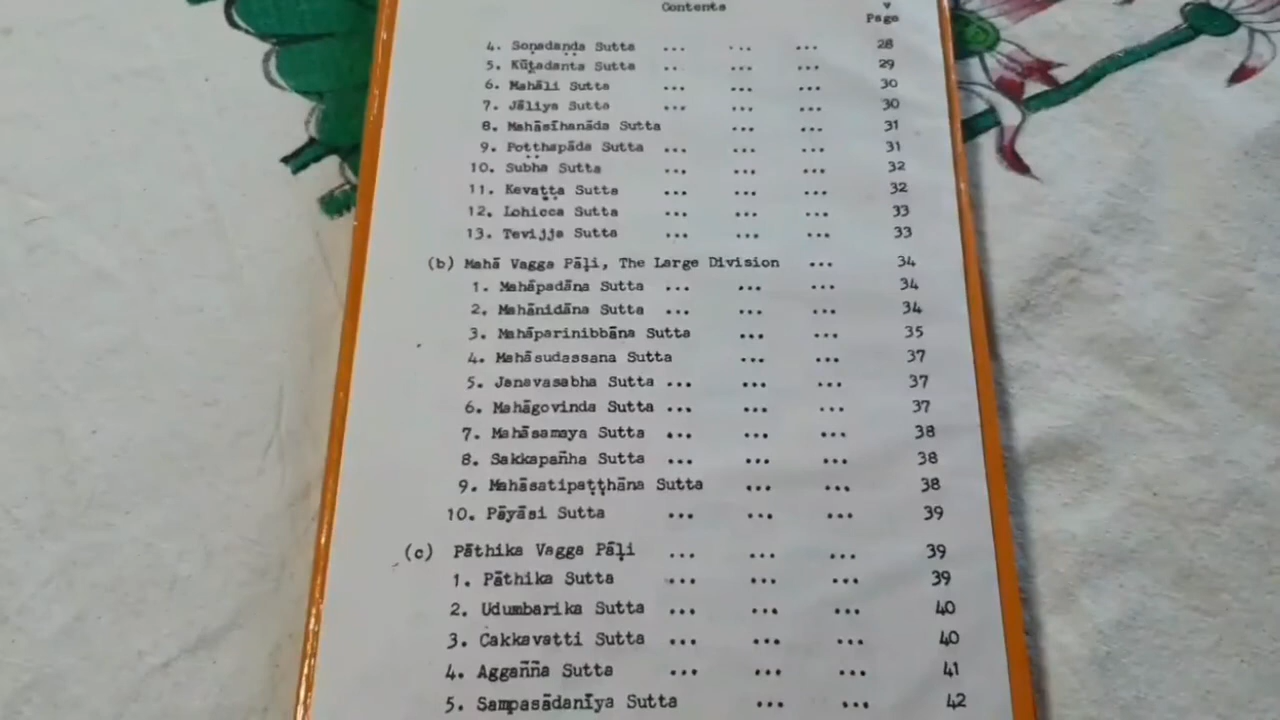 Contents
v
Page
4. Soṇadaṇḍa Sutta ... ... ... 28
5. Kūṭadanta Sutta ... ... ... 29
6. Mahāli Sutta ... ... ... 30
7. Jāliya Sutta ... ... ... 30
8. Mahāsīhanāda Sutta ... ... 31
9. Poṭṭhapāda Sutta ... ... ... 31
10. Subha Sutta ... ... ... 32
11. Kevaṭṭa Sutta ... ... ... 32
12. Lohicca Sutta ... ... ... 33
13. Tevijja Sutta ... ... ... 33
(b) Mahā Vagga Pāḷi, The Large Division ... 34
1. Mahāpadāna Sutta ... ... ... 34
2. Mahānidāna Sutta ... ... ... 34
3. Mahāparinibbāna Sutta ... ... 35
4. Mahāsudassana Sutta ... ... 37
5. Janavasabha Sutta ... ... ... 37
6. Mahāgovinda Sutta ... ... ... 37
7. Mahāsamaya Sutta ... ... ... 38
8. Sakkapañha Sutta ... ... ... 38
9. Mahāsatipaṭṭhāna Sutta ... ... 38
10. Pāyāsi Sutta ... ... ... 39
(c) Pāthika Vagga Pāḷi ... ... ... 39
1. Pāthika Sutta ... ... ... 39
2. Udumbarika Sutta ... ... ... 40
3. Cakkavatti Sutta ... ... ... 40
4. Aggañña Sutta ... ... ... 41
5. Sampasādanīya Sutta ... ... 42